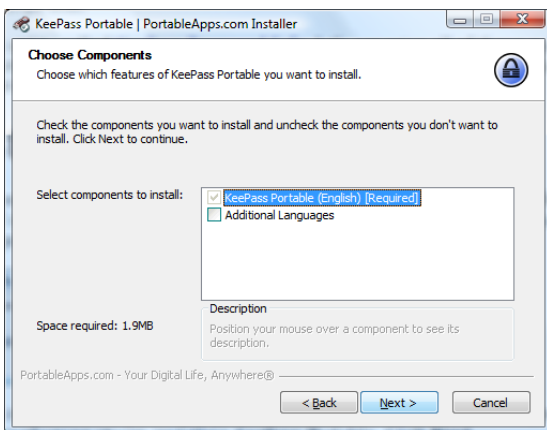 KeePass Portable | PortableApps.com Installer
Choose Components
Choose which features of KeePass Portable you want to install.
Check the components you want to install and uncheck the components you don't want to
install. Click Next to continue.
Select components to install:
KeePass Portable (English) [Required]
Additional Languages
Space required: 1.9MB
Description
Position your mouse over a component to see its
description.
PortableApps.com - Your Digital Life, Anywhere®
< Back
Next >
Cancel